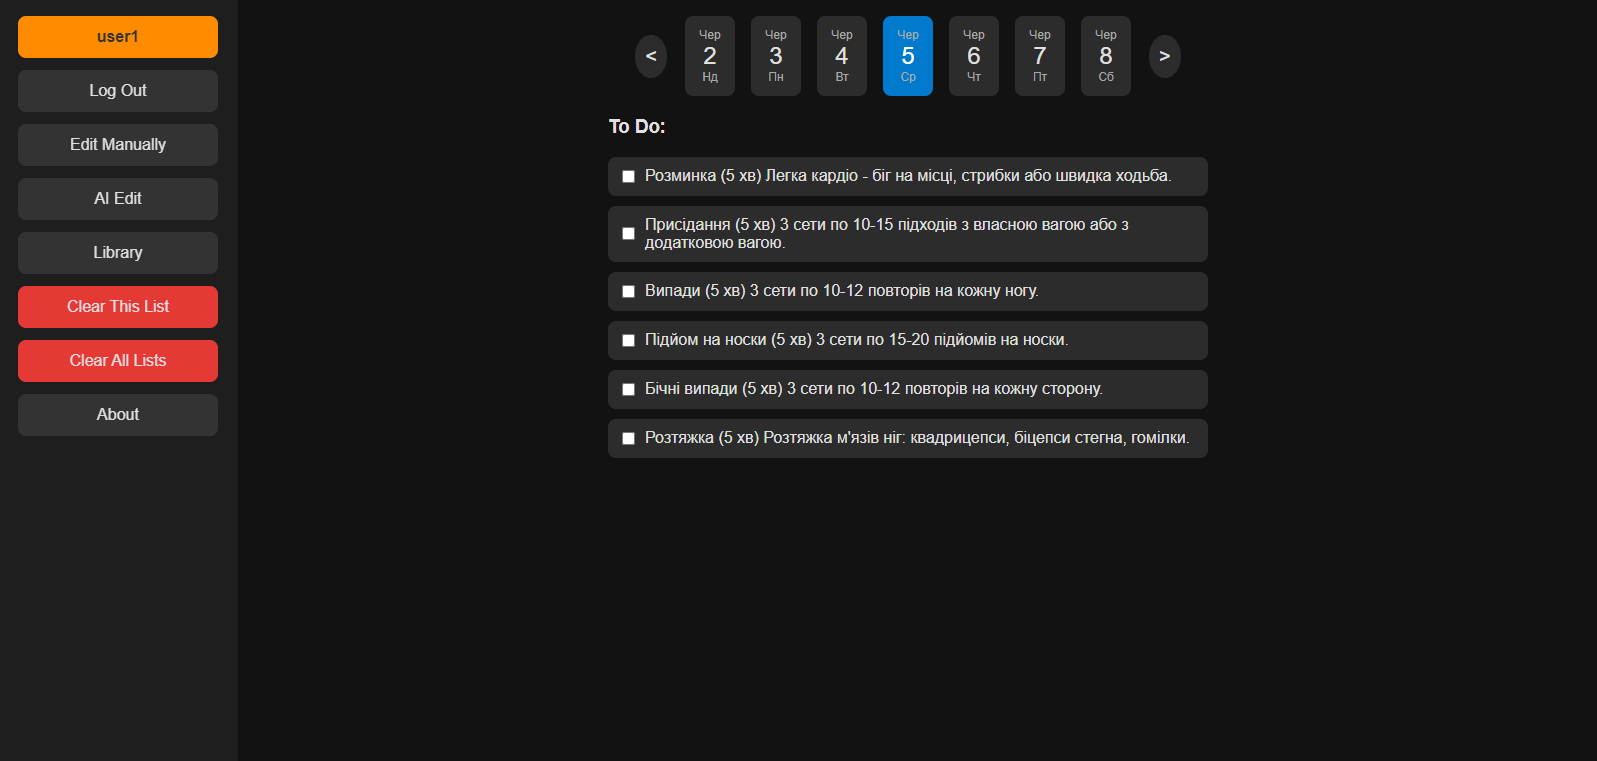 user1
Log Out
Edit Manually
AI Edit
Library
Clear This List
Clear All Lists
About
<
Чер
2
Нд
Чер
3
Пн
Чер
4
Вт
Чер
5
Ср
Чер
6
Чт
Чер
7
Пт
Чер
8
Сб
>
To Do:
Розминка (5 хв) Легка кардіо - біг на місці, стрибки або швидка ходьба.
Присідання (5 хв) 3 сети по 10-15 підходів з власною вагою або з
додатковою вагою.
Випади (5 хв) 3 сети по 10-12 повторів на кожну ногу.
Підйом на носки (5 хв) 3 сети по 15-20 підйомів на носки.
Бічні випади (5 хв) 3 сети по 10-12 повторів на кожну сторону.
Розтяжка (5 хв) Розтяжка м'язів ніг: квадрицепси, біцепси стегна, гомілки.